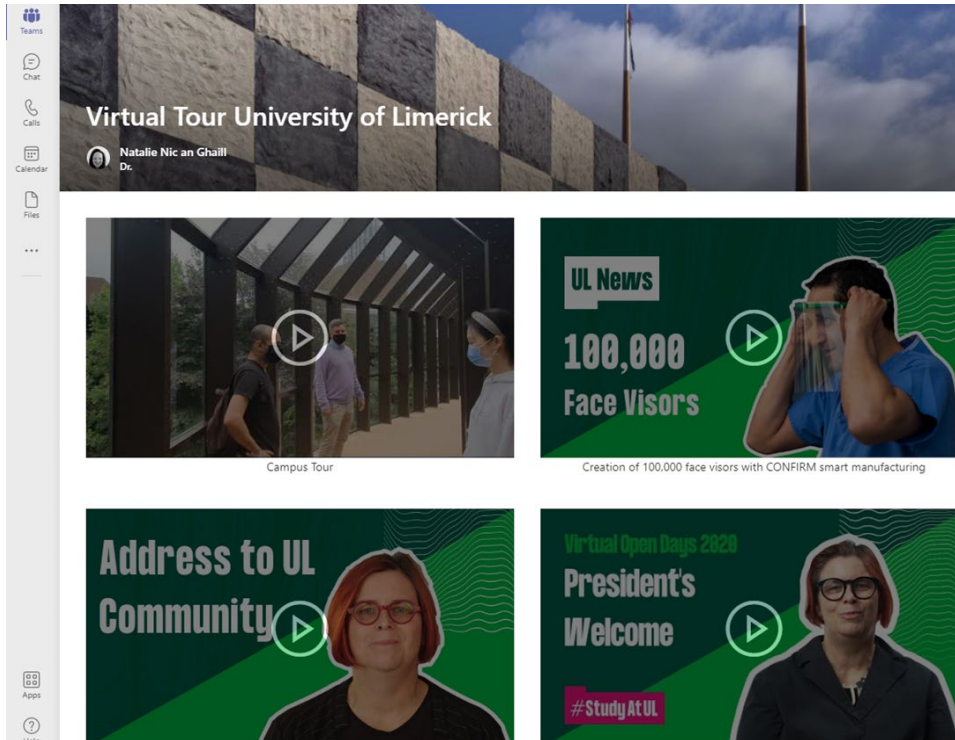 Teams
Chat
Calls
Calendar
Files
Apps
Help
Virtual Tour University of Limerick
Natalie Nic an Ghaill
Dr.
Campus Tour
UL News
100,000
Face Visors
Creation of 100,000 face visors with CONFIRM smart manufacturing
Address to UL
Community
Virtual Open Days 2020
President's
Welcome
#StudyAtUL